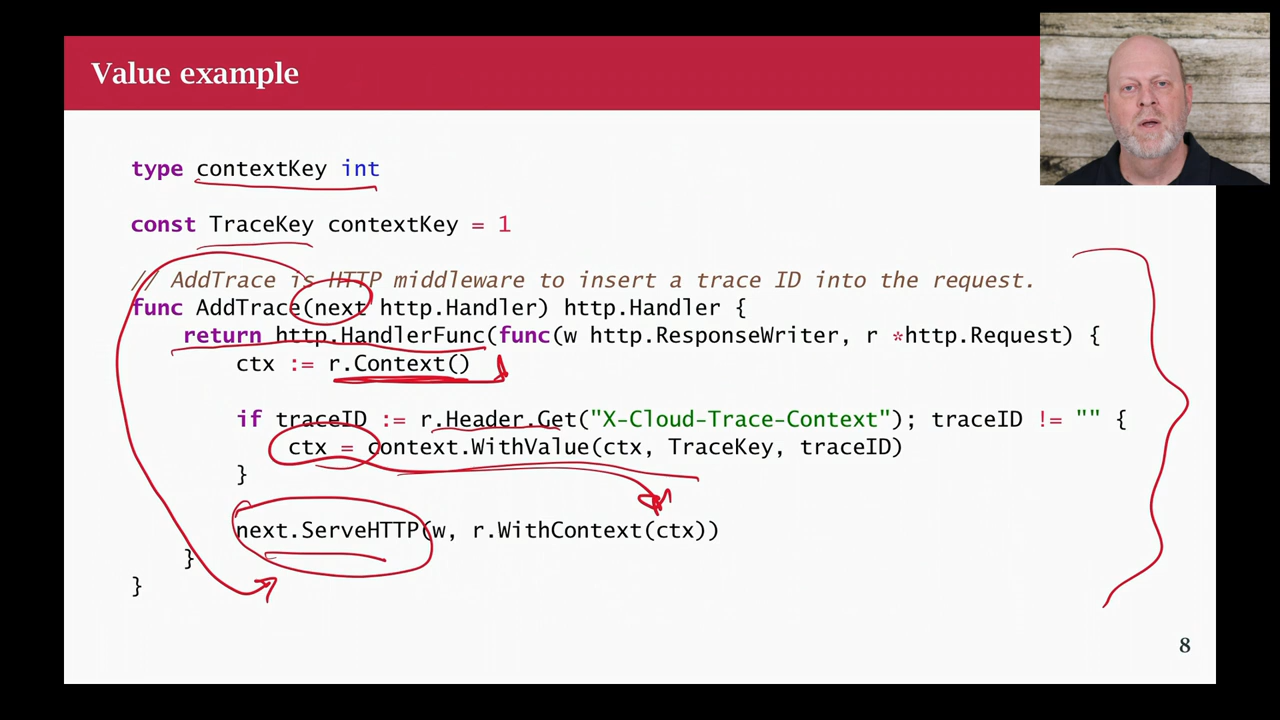 Value example
type contextKey int
const TraceKey contextKey = 1
// AddTrace is HTTP middleware to insert a trace ID into the request.
func AddTrace(next http.Handler) http.Handler {
return http.HandlerFunc(func(w http.ResponseWriter, r *http.Request) {
ctx := r.Context()
if traceID := r.Header.Get("X-Cloud-Trace-Context"); traceID != "" {
ctx = context.WithValue(ctx, TraceKey, traceID)
}
next.ServeHTTP(w, r.WithContext(ctx))
}
}
8